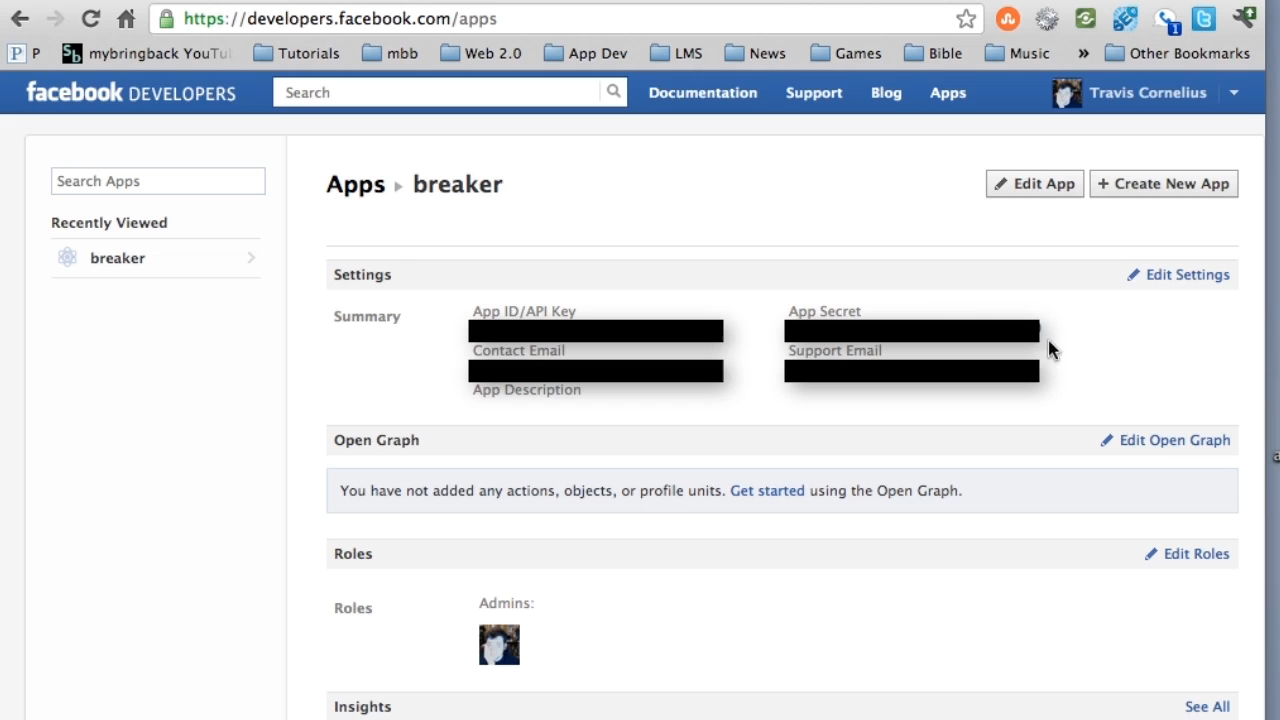 https://developers.facebook.com/apps
1
P P
Sb mybringback YouTu
Tutorials
mbb
Web 2.0
App Dev
LMS
News
Games
Bible
Music
»
Other Bookmarks
facebook DEVELOPERS
Search
Documentation
Support
Blog
Apps
Travis Cornelius
Search Apps
Recently Viewed
breaker
Apps ▸ breaker
Edit App
+ Create New App
Settings
Edit Settings
Summary
App ID/API Key
App Secret
Contact Email
Support Email
App Description
Open Graph
Edit Open Graph
You have not added any actions, objects, or profile units. Get started using the Open Graph.
Roles
Edit Roles
Roles
Admins:
Insights
See All